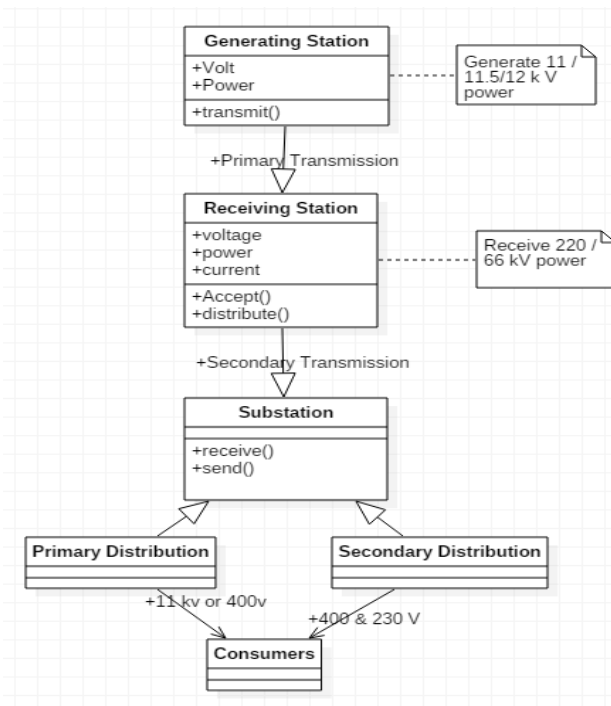 Generating Station
+Volt
+Power
+transmit()
Generate 11 /
11.5/12 k V
power
+Primary Transmission
Receiving Station
+voltage
+power
+current
+Accept()
+distribute()
Receive 220 /
66 kV power
+Secondary Transmission
Substation
+receive()
+send()
Primary Distribution
Secondary Distribution
+11 kv or 400v
+400 & 230 V
Consumers